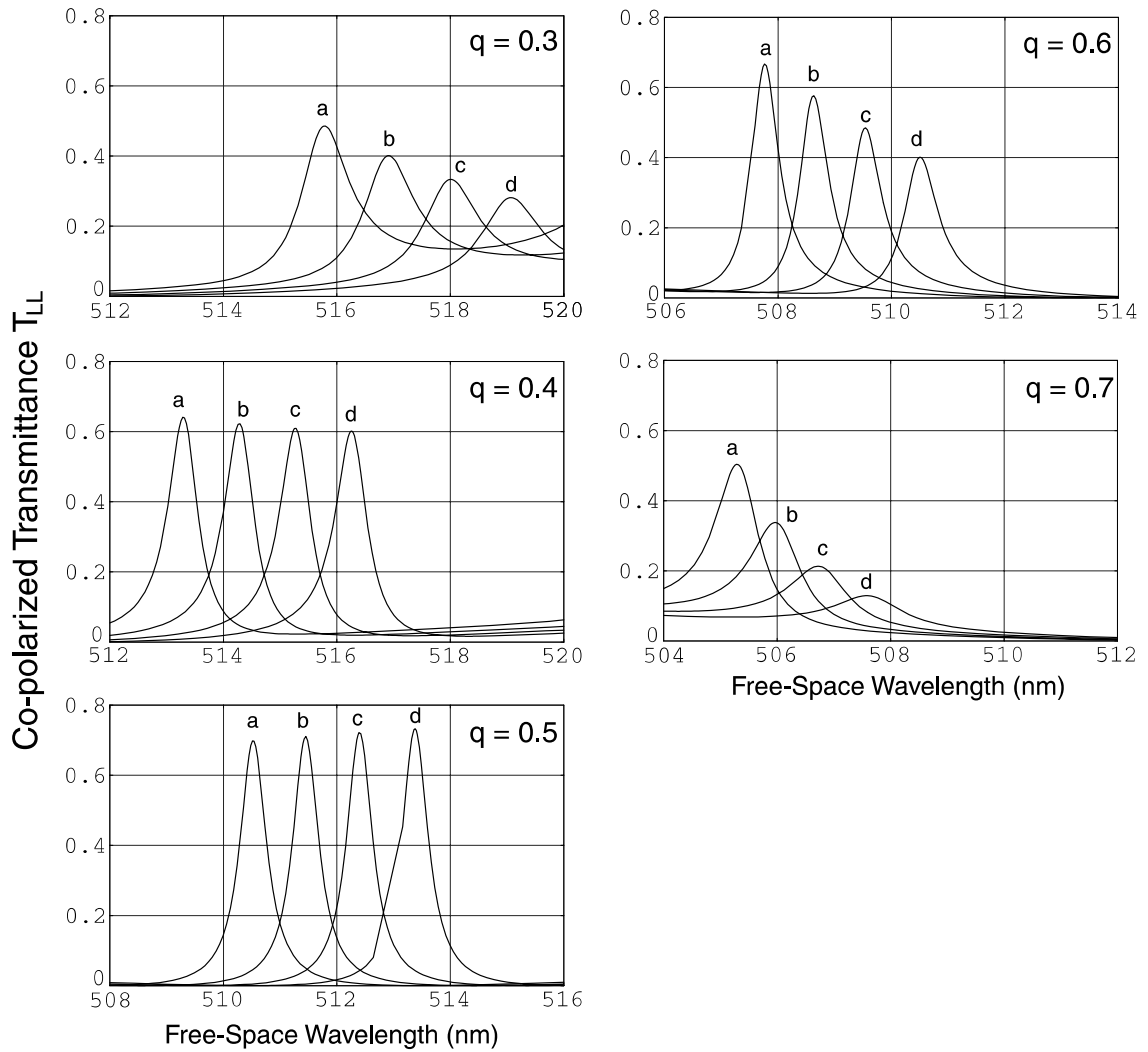 Co-polarized Transmittance T_LL
q = 0.3
0.8
0.6
0.4
0.2
0
a
b
c
d
512 514 516 518 520
q = 0.4
0.8
0.6
0.4
0.2
0
a
b
c
d
512 514 516 518 520
q = 0.5
0.8
0.6
0.4
0.2
0
a
b
c
d
508 510 512 514 516
Free-Space Wavelength (nm)
q = 0.6
0.8
0.6
0.4
0.2
0
a
b
c
d
506 508 510 512 514
q = 0.7
0.8
0.6
0.4
0.2
0
a
b
c
d
504 506 508 510 512
Free-Space Wavelength (nm)